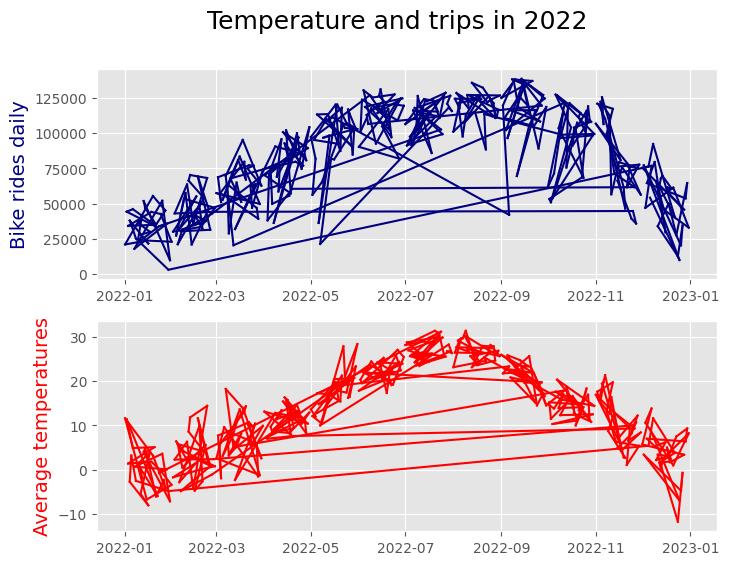 Temperature and trips in 2022
Bike rides daily
125000
100000
75000
50000
25000
0
2022-01 2022-03 2022-05 2022-07 2022-09 2022-11 2023-01
Average temperatures
30
20
10
0
−10
2022-01 2022-03 2022-05 2022-07 2022-09 2022-11 2023-01